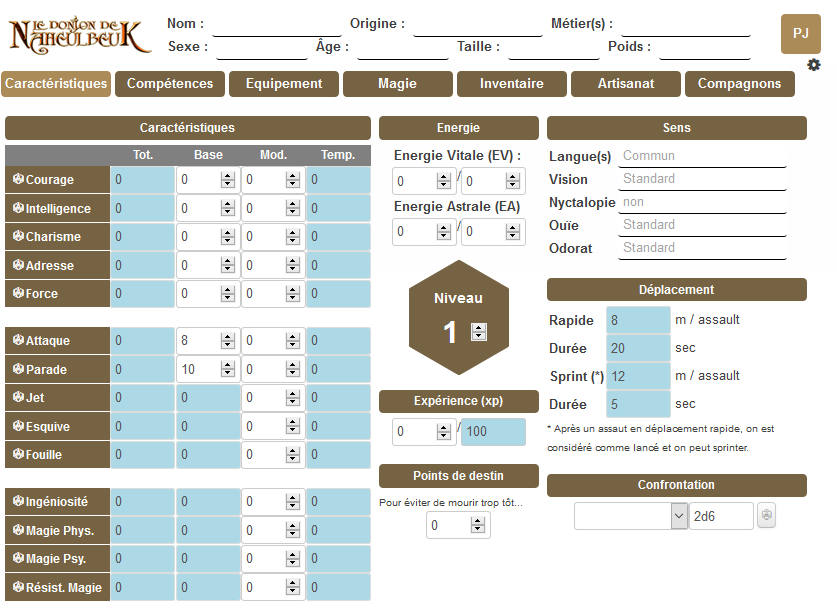 LE DONJON DE
NAHEULBEUK
Nom : Origine : Métier(s) :
Sexe : Âge : Taille : Poids :
PJ
Caractéristiques Compétences Equipement Magie Inventaire Artisanat Compagnons
Caractéristiques
Tot. Base Mod. Temp.
Courage 0 0 0 0
Intelligence 0 0 0 0
Charisme 0 0 0 0
Adresse 0 0 0 0
Force 0 0 0 0
Attaque 0 8 0 0
Parade 0 10 0 0
Jet 0 0 0 0
Esquive 0 0 0 0
Fouille 0 0 0 0
Ingéniosité 0 0 0 0
Magie Phys. 0 0 0 0
Magie Psy. 0 0 0 0
Résist. Magie 0 0 0 0
Energie
Energie Vitale (EV) :
0 / 0
Energie Astrale (EA)
0 / 0
Niveau
1
Expérience (xp)
0 / 100
Points de destin
Pour éviter de mourir trop tôt...
0
Sens
Langue(s) Commun
Vision Standard
Nyctalopie non
Ouïe Standard
Odorat Standard
Déplacement
Rapide 8 m / assault
Durée 20 sec
Sprint (*) 12 m / assault
Durée 5 sec
* Après un assaut en déplacement rapide, on est
considéré comme lancé et on peut sprinter.
Confrontation
2d6